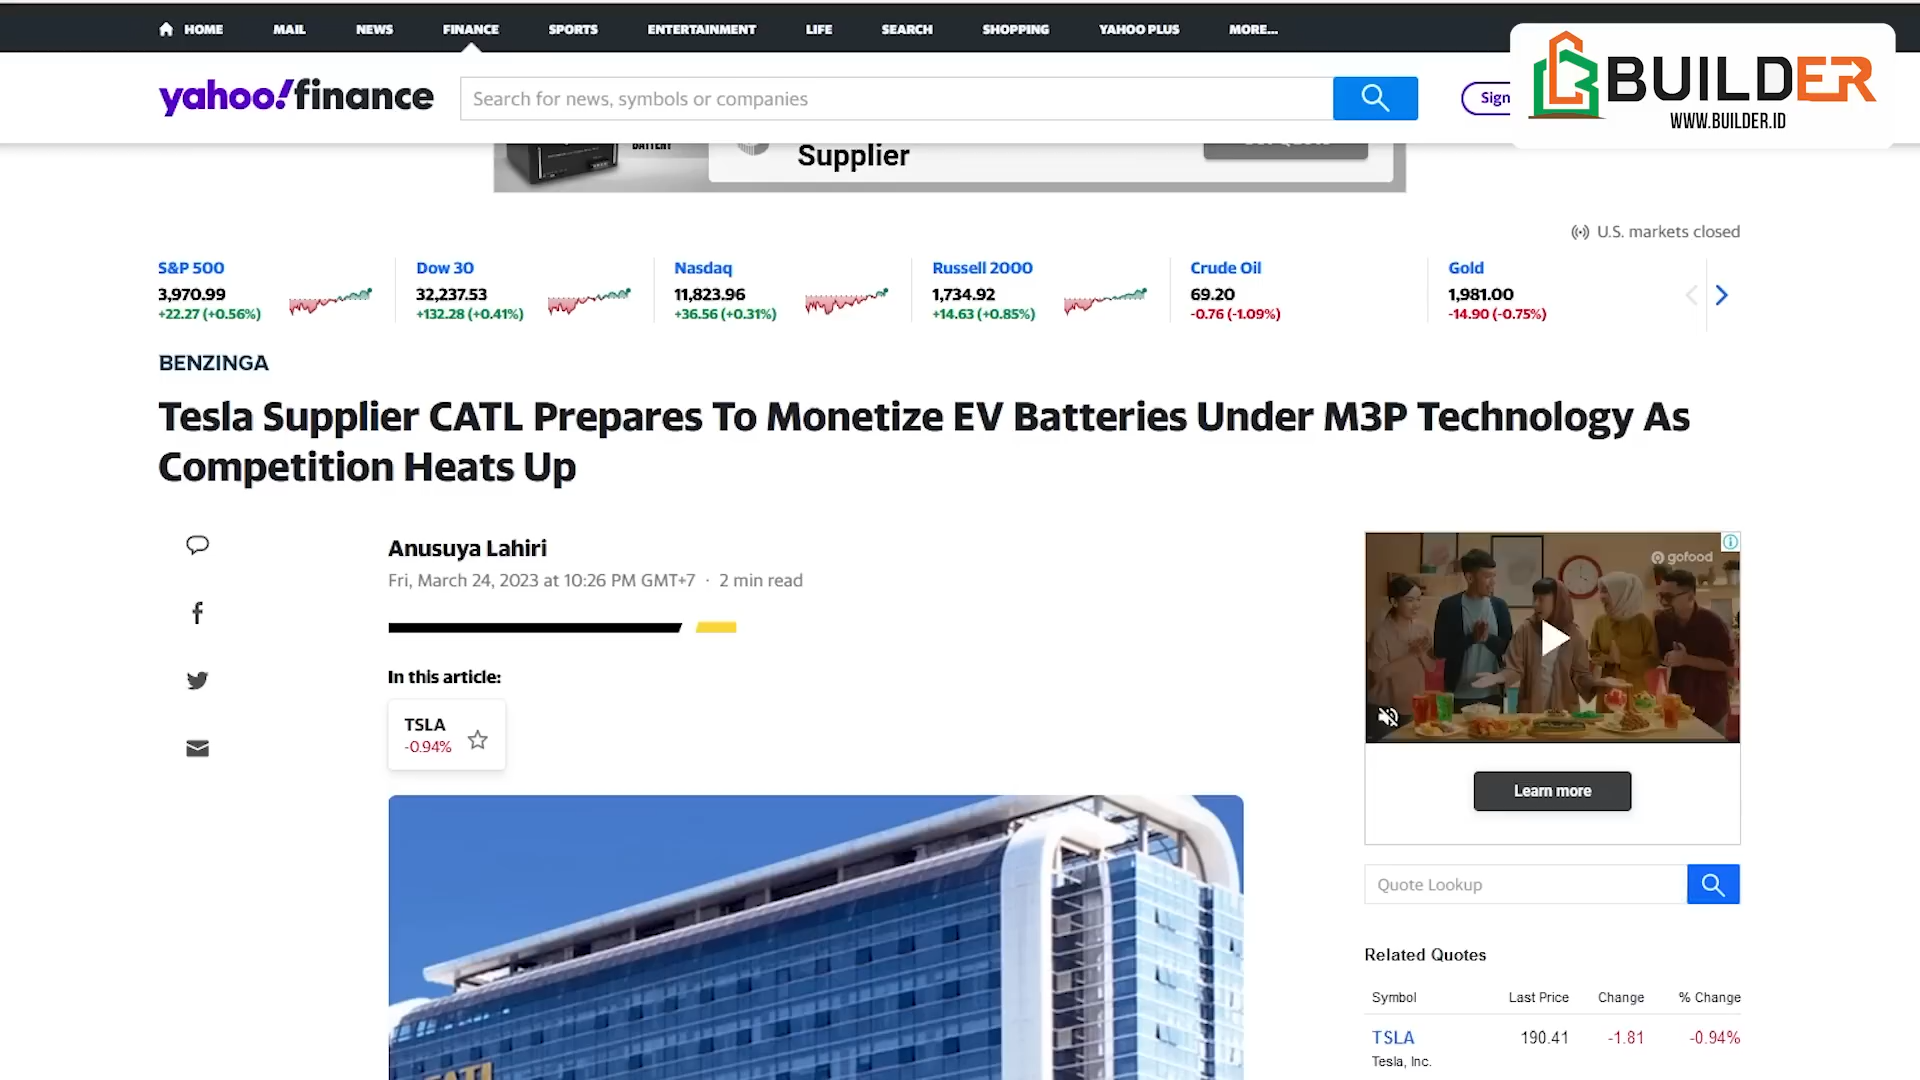 HOME MAIL NEWS FINANCE SPORTS ENTERTAINMENT LIFE SEARCH SHOPPING YAHOO PLUS MORE...
yahoo!finance
Search for news, symbols or companies
Sign
BUILDER
WWW.BUILDER.ID
BATTERY
Supplier
U.S. markets closed
S&P 500
3,970.99
+22.27 (+0.56%)
Dow 30
32,237.53
+132.28 (+0.41%)
Nasdaq
11,823.96
+36.56 (+0.31%)
Russell 2000
1,734.92
+14.63 (+0.85%)
Crude Oil
69.20
-0.76 (-1.09%)
Gold
1,981.00
-14.90 (-0.75%)
BENZINGA
Tesla Supplier CATL Prepares To Monetize EV Batteries Under M3P Technology As
Competition Heats Up
Anusuya Lahiri
Fri, March 24, 2023 at 10:26 PM GMT+7 · 2 min read
In this article:
TSLA
-0.94%
gofood
Learn more
Quote Lookup
Related Quotes
Symbol Last Price Change % Change
TSLA 190.41 -1.81 -0.94%
Tesla, Inc.